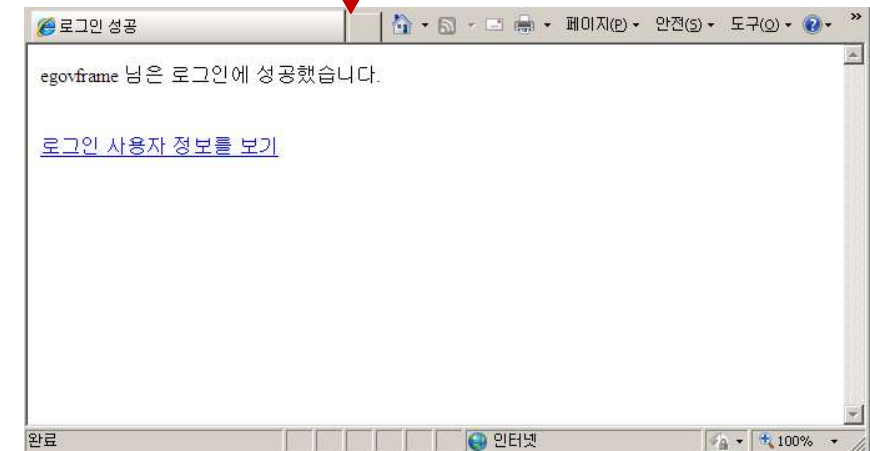 로그인 성공
페이지(P) 안전(S) 도구(O) »
egovframe 님은 로그인에 성공했습니다.
로그인 사용자 정보를 보기
완료 인터넷 100%